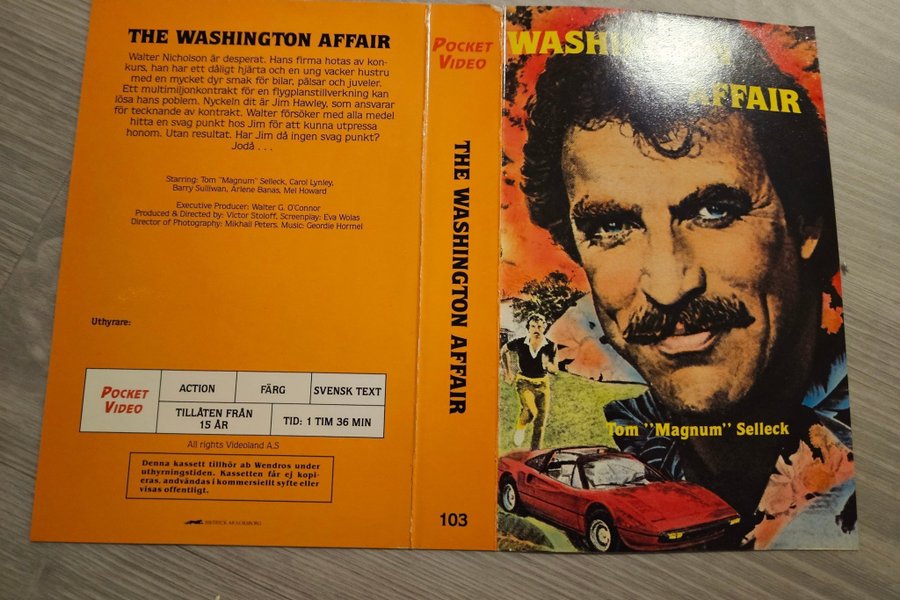 THE WASHINGTON AFFAIR
Walter Nicholson är desperat. Hans firma hotas av kon-
kurs, han har ett dåligt hjärta och en ung vacker hustru
med en mycket dyr smak för bilar, pälsar och juveler.
Ett multimiljonkontrakt för en flygplanstillverkning kan
lösa hans poblem. Nyckeln dit är Jim Hawley, som ansvarar
för tecknande av kontrakt. Walter försöker med alla medel
hitta en svag punkt hos Jim för att kunna utpressa
honom. Utan resultat. Har Jim då ingen svag punkt?
Jodå . . .
Starring: Tom "Magnum" Selleck, Carol Lynley,
Barry Sulliwan, Arlene Banas, Mel Howard
Executive Producer: Walter G. O'Connor
Produced & Directed by: Victor Stoloff, Screenplay: Eva Wolas
Director of Photography: Mikhail Peters. Music: Geordie Hormel
Uthyrare:
POCKET
VIDEO
ACTION
FÄRG
SVENSK TEXT
TILLÅTEN FRÅN
15 ÅR
TID: 1 TIM 36 MIN
All rights Videoland A.S
Denna kassett tillhör ab Wendros under
uthyrningstiden. Kassetten får ej kopi-
eras, användas i kommersiellt syfte eller
visas offentligt.
POCKET
VIDEO
THE WASHINGTON AFFAIR
103
AFFAIR
Tom "Magnum" Selleck